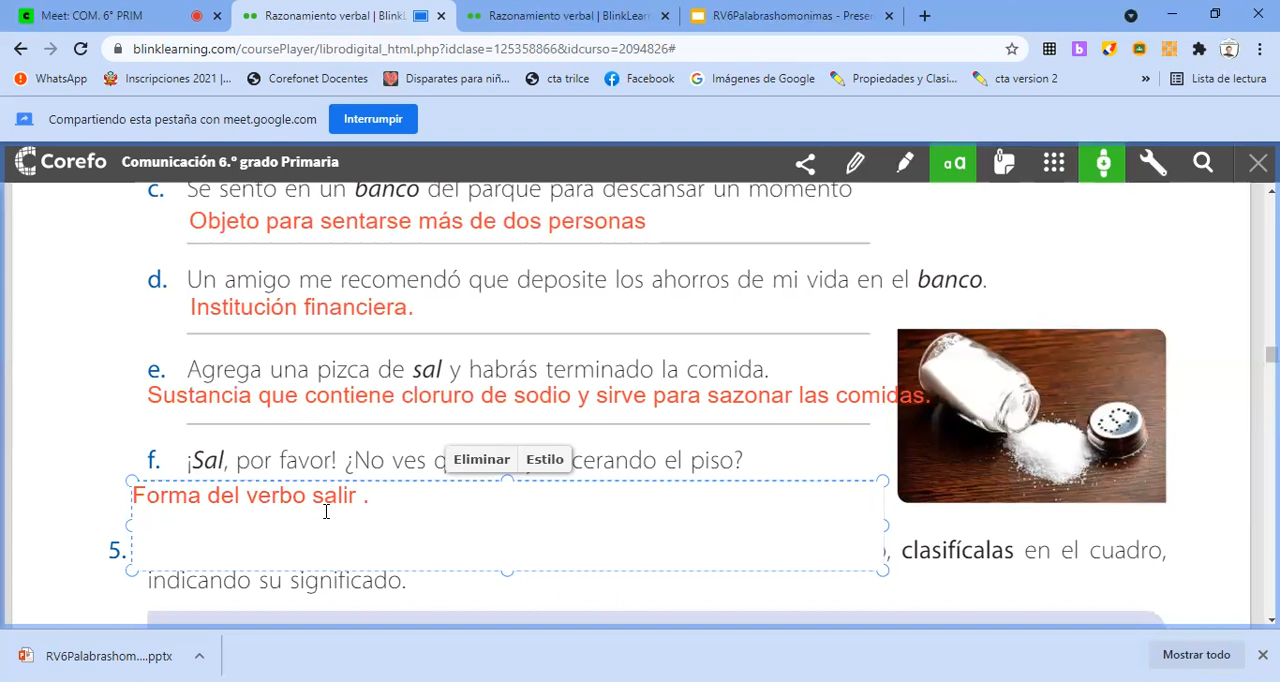 Meet: COM. 6° PRIM
Razonamiento verbal | BlinkL
Razonamiento verbal | BlinkLear
RV6Palabrashomonimas - Prese
blinklearning.com/coursePlayer/librodigital_html.php?idclase=125358866&idcurso=2094826#
WhatsApp
Inscripciones 2021 |...
Corefonet Docentes
Disparates para niñ...
cta trilce
Facebook
Imágenes de Google
Propiedades y Clasi...
cta version 2
»
Lista de lectura
Compartiendo esta pestaña con meet.google.com
Interrumpir
Corefo
Comunicación 6.º grado Primaria
aa
c. Se sentó en un banco del parque para descansar un momento
Objeto para sentarse más de dos personas
d. Un amigo me recomendó que deposite los ahorros de mi vida en el banco.
Institución financiera.
e. Agrega una pizca de sal y habrás terminado la comida.
Sustancia que contiene cloruro de sodio y sirve para sazonar las comidas.
f. ¡Sal, por favor! ¿No ves q cerando el piso?
Eliminar Estilo
Forma del verbo salir .
5. , clasifícalas en el cuadro,
indicando su significado.
RV6Palabrashom....pptx
Mostrar todo